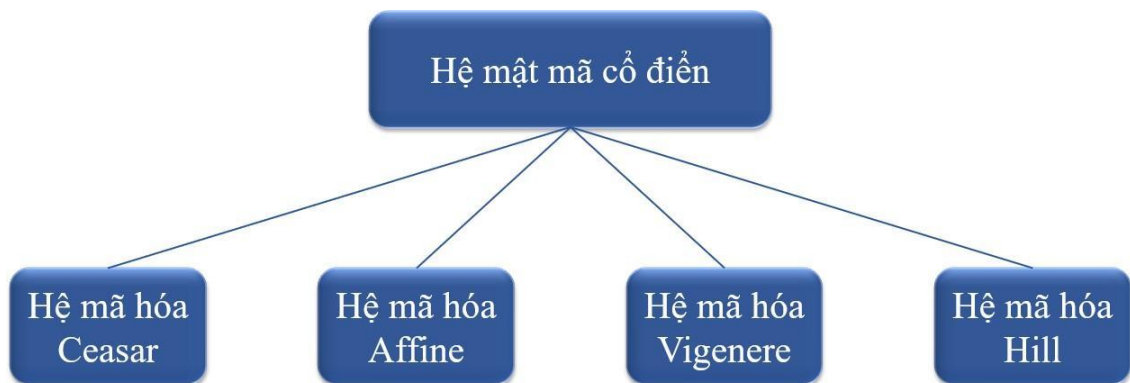 Hệ mật mã cổ điển
Hệ mã hóa
Ceasar
Hệ mã hóa
Affine
Hệ mã hóa
Vigenere
Hệ mã hóa
Hill